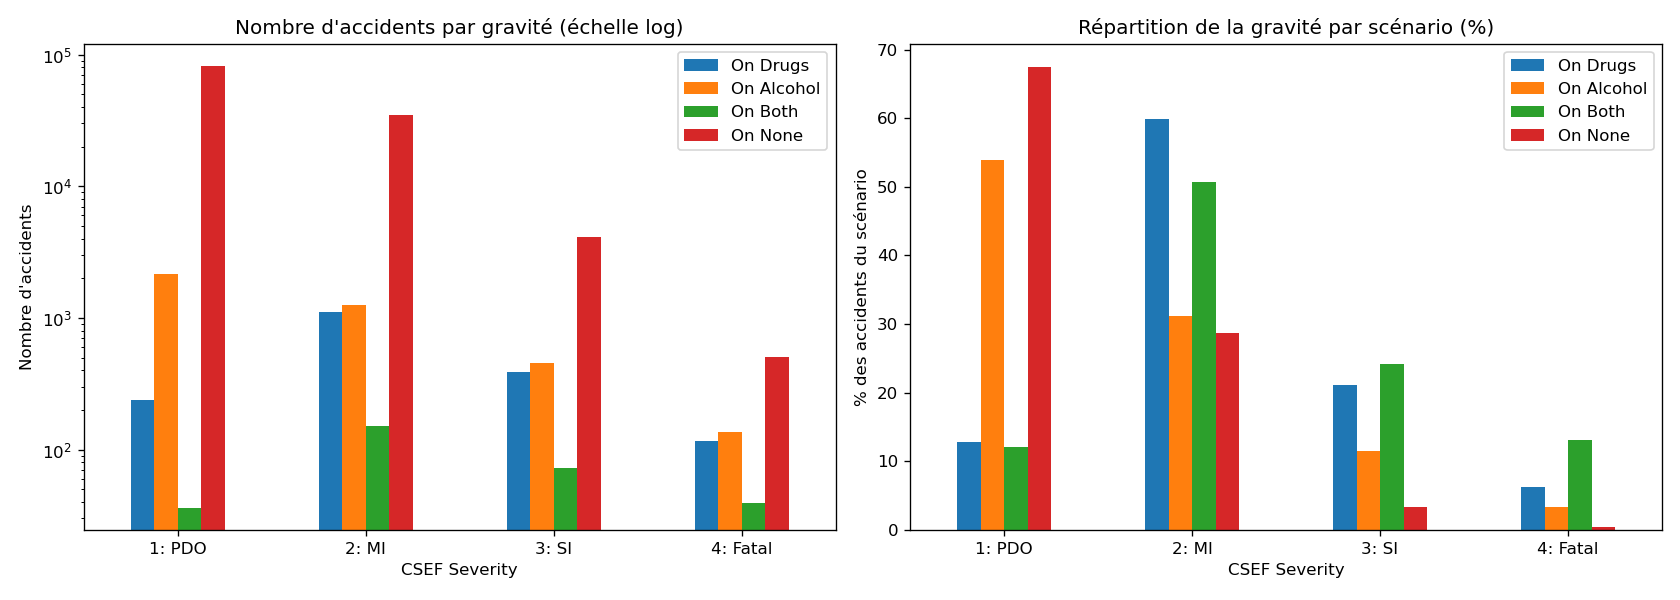 Nombre d'accidents par gravité (échelle log)
Nombre d'accidents
10^5
10^4
10^3
10^2
On Drugs
On Alcohol
On Both
On None
1: PDO
2: MI
3: SI
4: Fatal
CSEF Severity
Répartition de la gravité par scénario (%)
% des accidents du scénario
70
60
50
40
30
20
10
0
On Drugs
On Alcohol
On Both
On None
1: PDO
2: MI
3: SI
4: Fatal
CSEF Severity